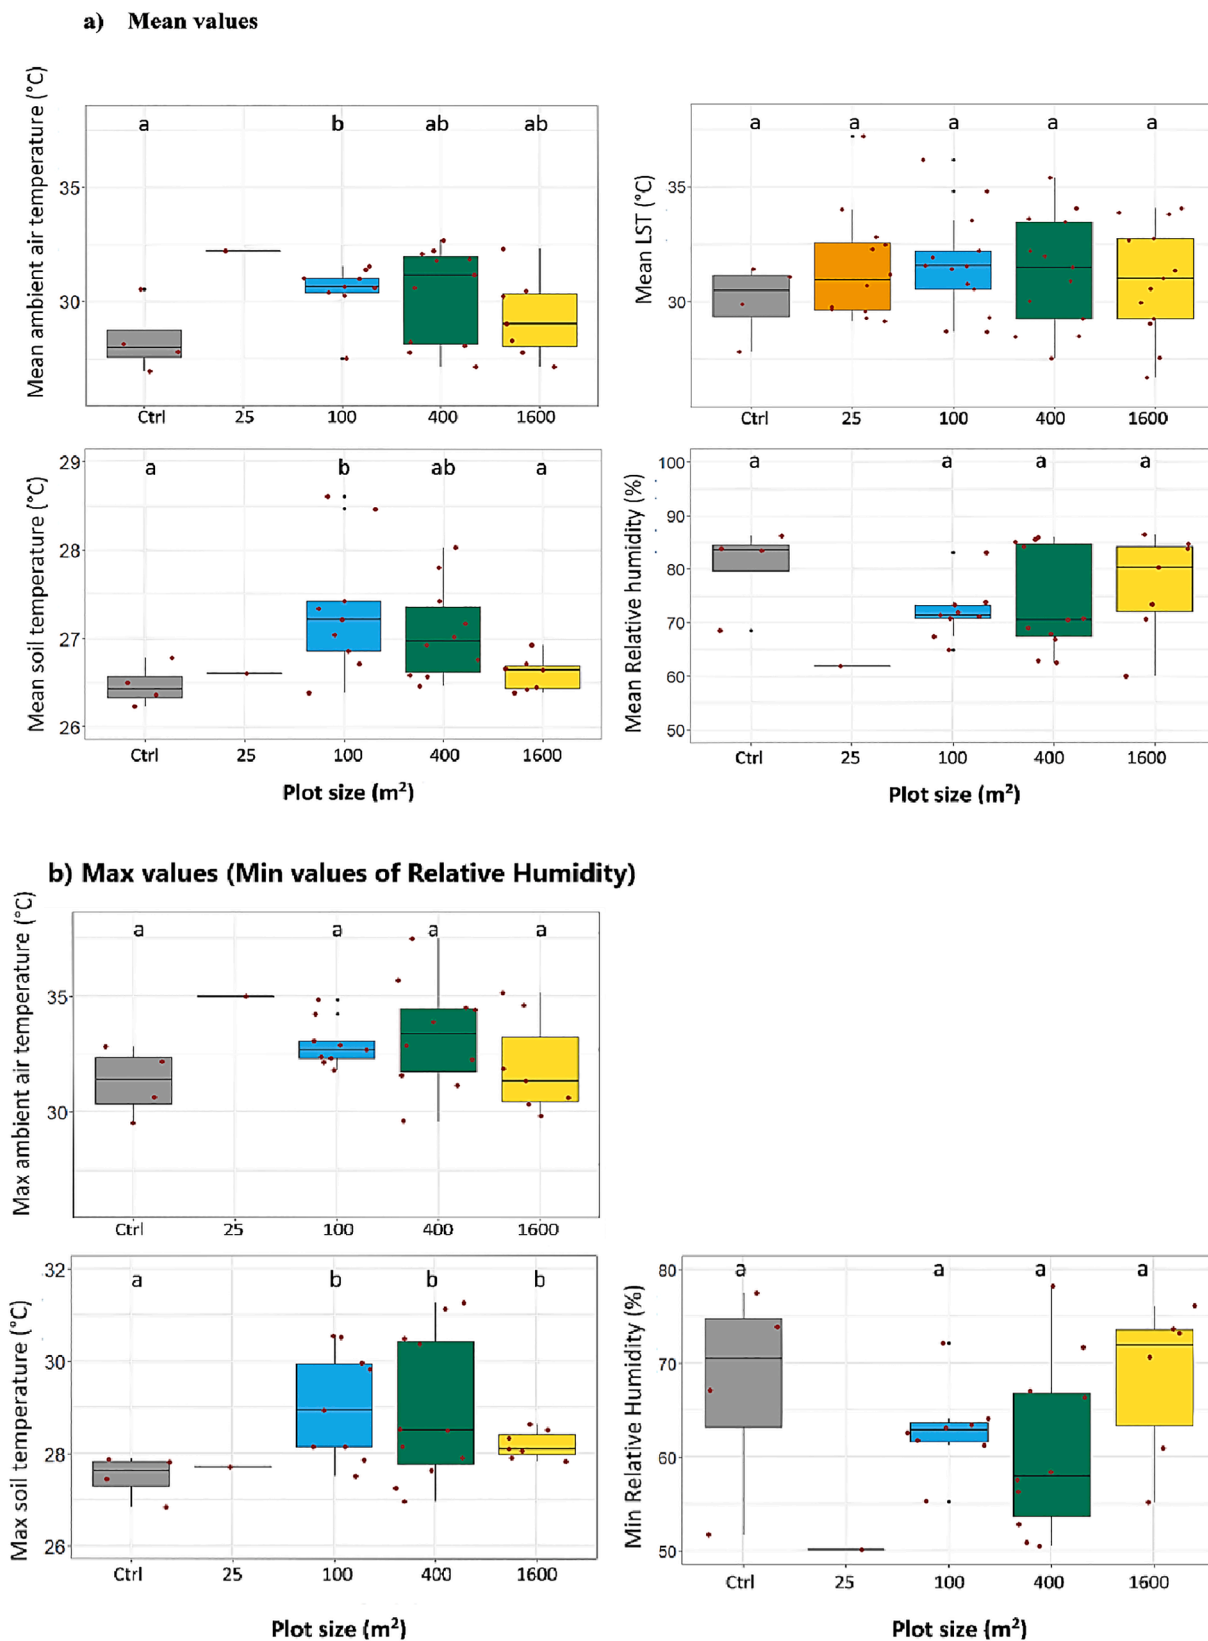 a) Mean values
Mean ambient air temperature (°C)
35
30
a b ab ab
Ctrl 25 100 400 1600
Mean LST (°C)
35
30
a a a a a
Ctrl 25 100 400 1600
Mean soil temperature (°C)
29
28
27
26
a b ab a
Ctrl 25 100 400 1600
Plot size (m²)
Mean Relative humidity (%)
100
90
80
70
60
50
a a a a
Ctrl 25 100 400 1600
Plot size (m²)
b) Max values (Min values of Relative Humidity)
Max ambient air temperature (°C)
35
30
a a a a
Ctrl 25 100 400 1600
Max soil temperature (°C)
32
30
28
26
a b b b
Ctrl 25 100 400 1600
Plot size (m²)
Min Relative Humidity (%)
80
70
60
50
a a a a
Ctrl 25 100 400 1600
Plot size (m²)